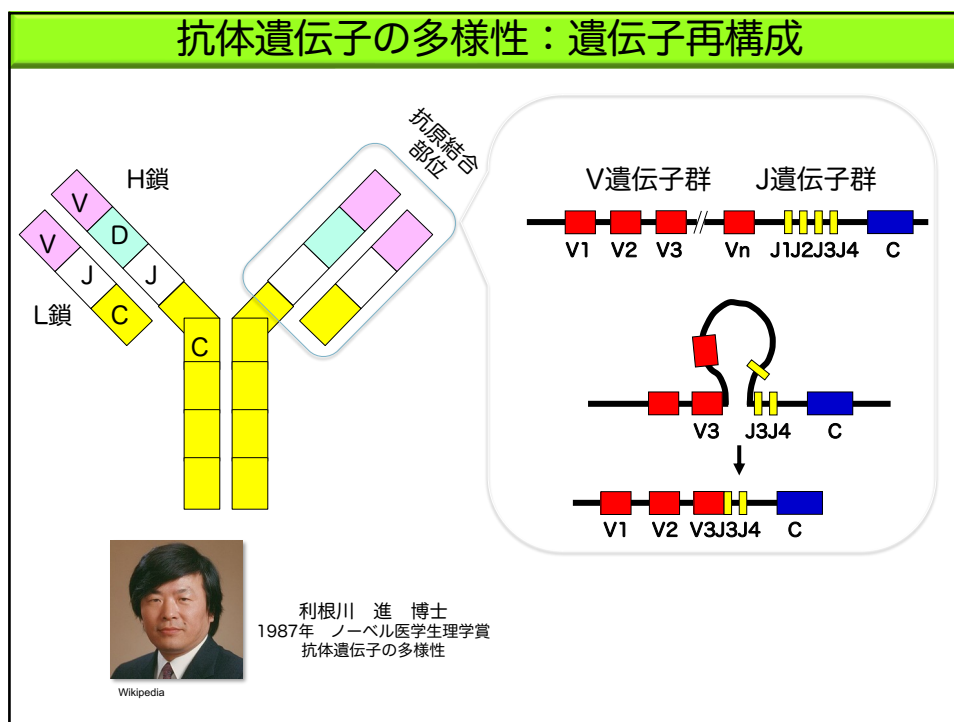 抗体遺伝子の多様性：遺伝子再構成
抗原結合
部位
H鎖
V
V
D
J
J
L鎖
C
C
V遺伝子群 J遺伝子群
V1 V2 V3 Vn J1J2J3J4 C
V3 J3J4 C
V1 V2 V3J3J4 C
利根川 進 博士
1987年 ノーベル医学生理学賞
抗体遺伝子の多様性
Wikipedia